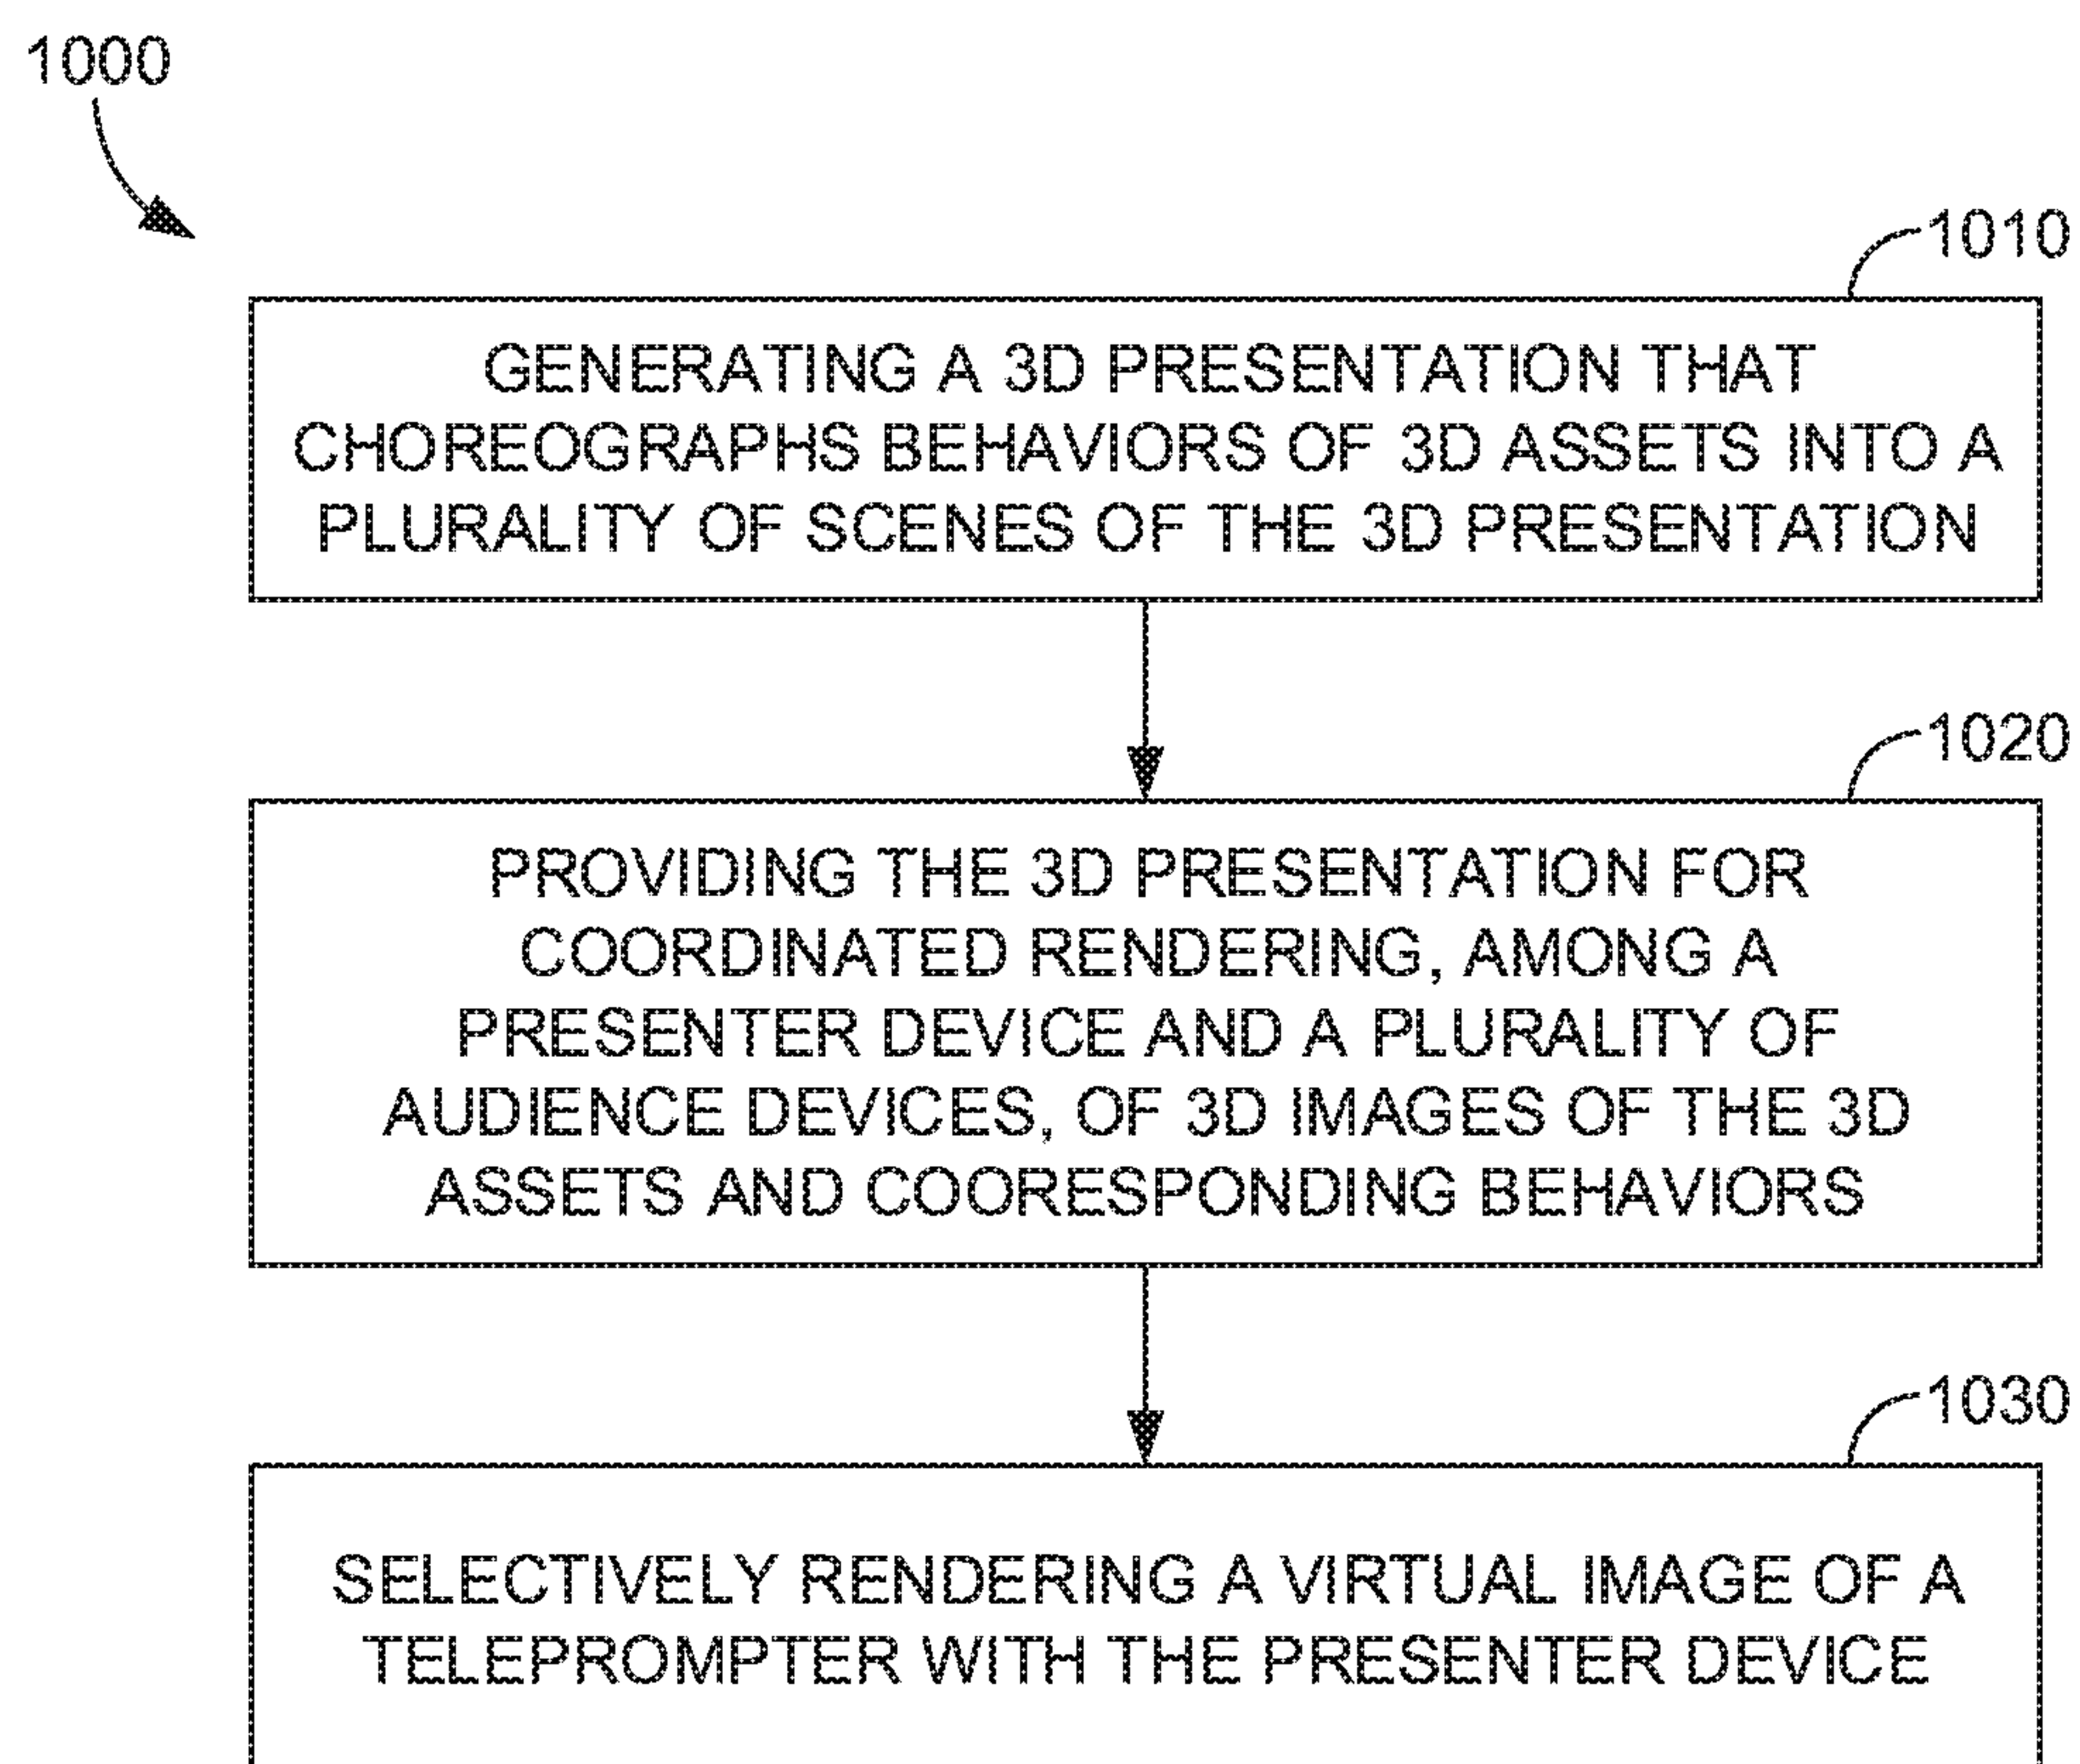 1000
1010
GENERATING A 3D PRESENTATION THAT
CHOREOGRAPHS BEHAVIORS OF 3D ASSETS INTO A
PLURALITY OF SCENES OF THE 3D PRESENTATION
1020
PROVIDING THE 3D PRESENTATION FOR
COORDINATED RENDERING, AMONG A
PRESENTER DEVICE AND A PLURALITY OF
AUDIENCE DEVICES, OF 3D IMAGES OF THE 3D
ASSETS AND COORESPONDING BEHAVIORS
1030
SELECTIVELY RENDERING A VIRTUAL IMAGE OF A
TELEPROMPTER WITH THE PRESENTER DEVICE